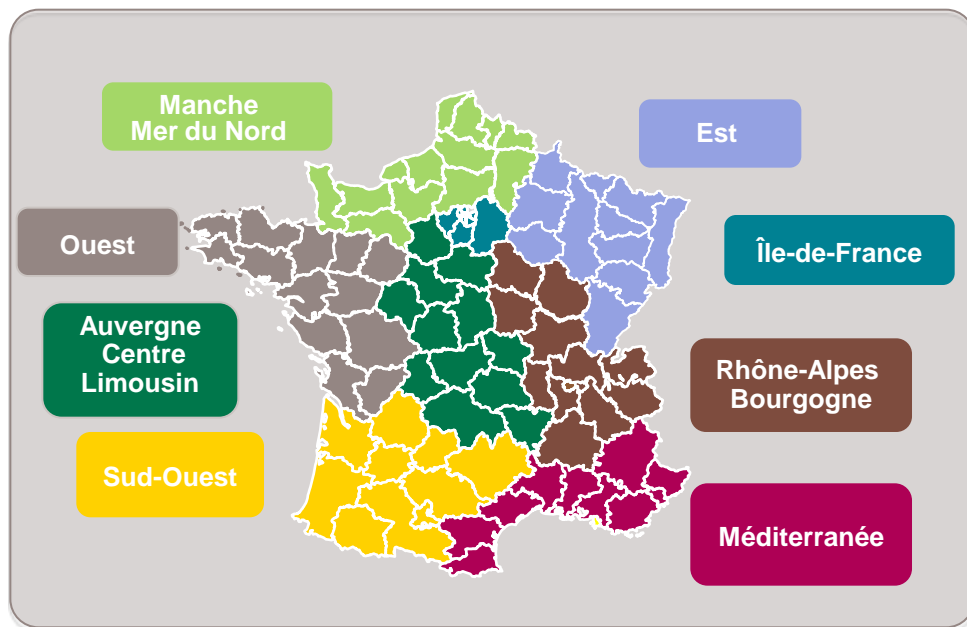 Manche
Mer du Nord
Est
Ouest
Île-de-France
Auvergne
Centre
Limousin
Rhône-Alpes
Bourgogne
Sud-Ouest
Méditerranée